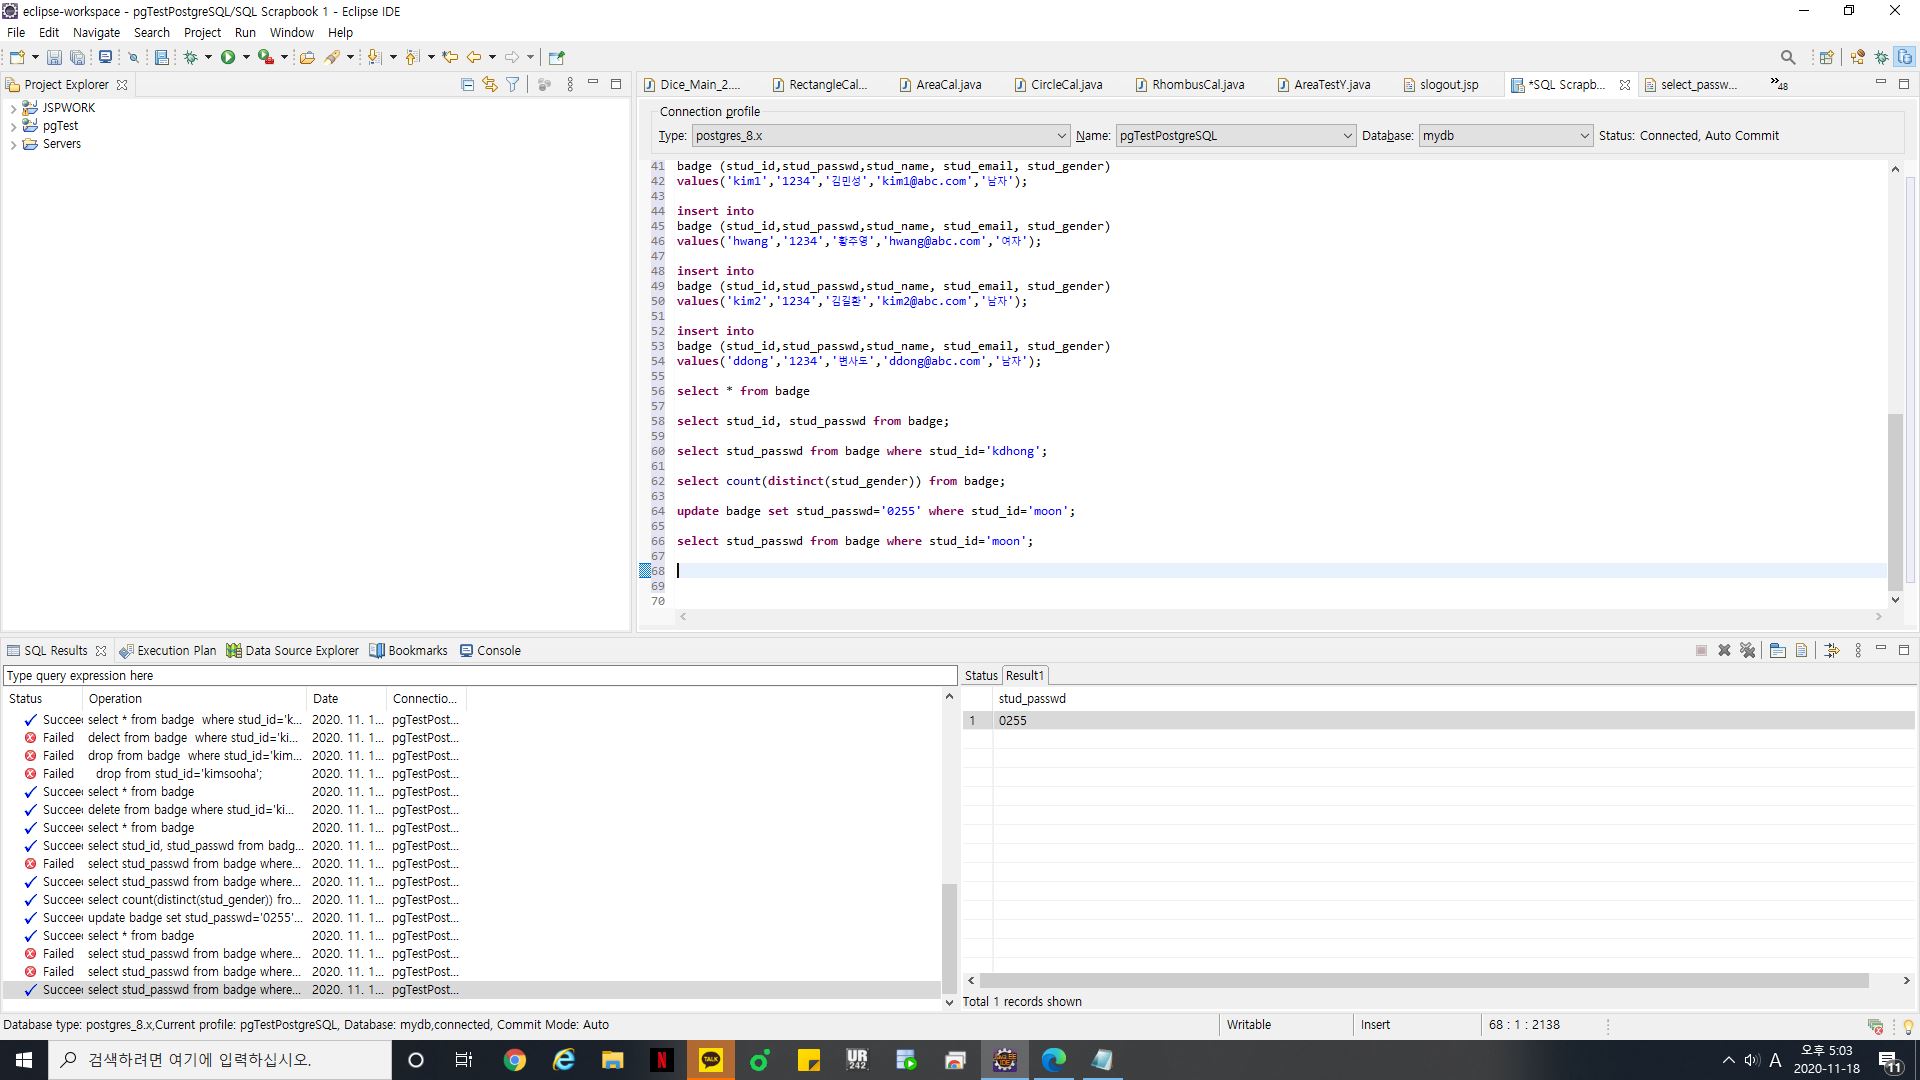 eclipse-workspace - pgTestPostgreSQL/SQL Scrapbook 1 - Eclipse IDE
File Edit Navigate Search Project Run Window Help
Project Explorer
JSPWORK
pgTest
Servers
Dice_Main_2.... RectangleCal... AreaCal.java CircleCal.java RhombusCal.java AreaTestY.java slogout.jsp *SQL Scrapb... select_passw... »48
Connection profile
Type: postgres_8.x Name: pgTestPostgreSQL Database: mydb Status: Connected, Auto Commit
41 badge (stud_id,stud_passwd,stud_name, stud_email, stud_gender)
42 values('kim1','1234','김민성','kim1@abc.com','남자');
43
44 insert into
45 badge (stud_id,stud_passwd,stud_name, stud_email, stud_gender)
46 values('hwang','1234','황주영','hwang@abc.com','여자');
47
48 insert into
49 badge (stud_id,stud_passwd,stud_name, stud_email, stud_gender)
50 values('kim2','1234','김길환','kim2@abc.com','남자');
51
52 insert into
53 badge (stud_id,stud_passwd,stud_name, stud_email, stud_gender)
54 values('ddong','1234','변사또','ddong@abc.com','남자');
55
56 select * from badge
57
58 select stud_id, stud_passwd from badge;
59
60 select stud_passwd from badge where stud_id='kdhong';
61
62 select count(distinct(stud_gender)) from badge;
63
64 update badge set stud_passwd='0255' where stud_id='moon';
65
66 select stud_passwd from badge where stud_id='moon';
67
68
69
70
SQL Results Execution Plan Data Source Explorer Bookmarks Console
Type query expression here
Status Operation Date Connectio...
Succee select * from badge where stud_id='k... 2020. 11. 1... pgTestPost...
Failed delect from badge where stud_id='ki... 2020. 11. 1... pgTestPost...
Failed drop from badge where stud_id='kim... 2020. 11. 1... pgTestPost...
Failed drop from stud_id='kimsooha'; 2020. 11. 1... pgTestPost...
Succee select * from badge 2020. 11. 1... pgTestPost...
Succee delete from badge where stud_id='ki... 2020. 11. 1... pgTestPost...
Succee select * from badge 2020. 11. 1... pgTestPost...
Succee select stud_id, stud_passwd from badg... 2020. 11. 1... pgTestPost...
Failed select stud_passwd from badge where... 2020. 11. 1... pgTestPost...
Succee select stud_passwd from badge where... 2020. 11. 1... pgTestPost...
Succee select count(distinct(stud_gender)) fro... 2020. 11. 1... pgTestPost...
Succee update badge set stud_passwd='0255'... 2020. 11. 1... pgTestPost...
Succee select * from badge 2020. 11. 1... pgTestPost...
Failed select stud_passwd from badge where... 2020. 11. 1... pgTestPost...
Failed select stud_passwd from badge where... 2020. 11. 1... pgTestPost...
Succee select stud_passwd from badge where... 2020. 11. 1... pgTestPost...
Status Result1
stud_passwd
1 0255
Total 1 records shown
Database type: postgres_8.x,Current profile: pgTestPostgreSQL, Database: mydb,connected, Commit Mode: Auto
Writable Insert 68 : 1 : 2138
검색하려면 여기에 입력하십시오.
N TALK UR 242
A
오후 5:03
2020-11-18
11